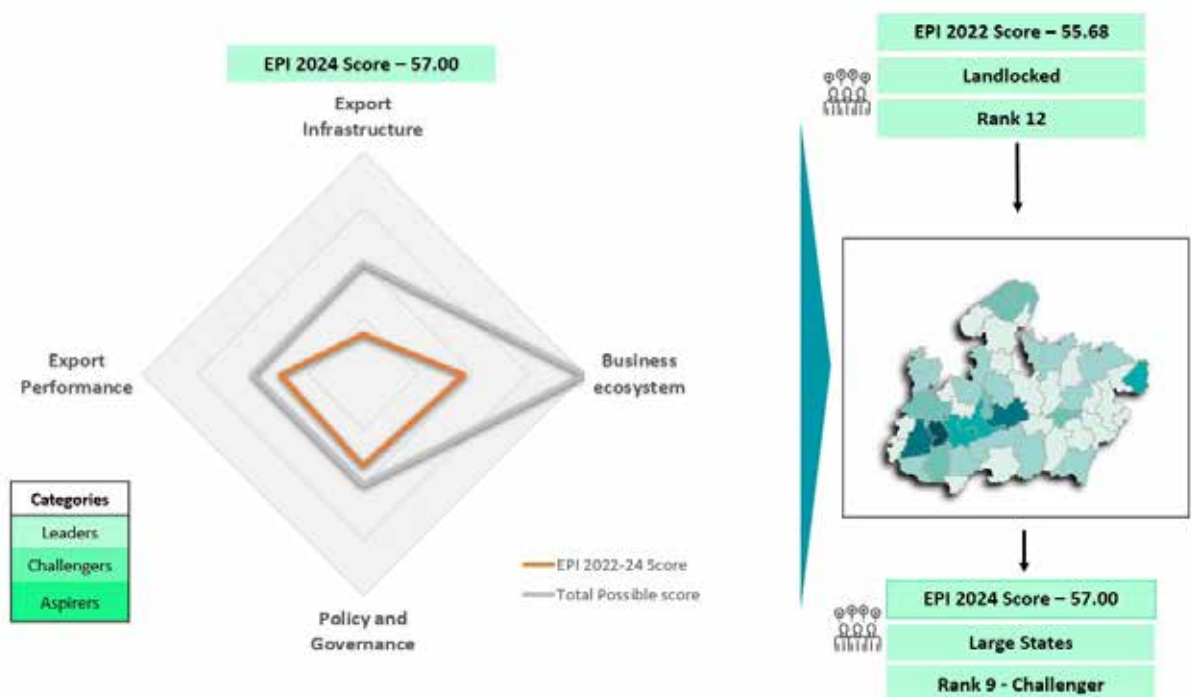 EPI 2024 Score – 57.00
Export
Infrastructure
Export
Performance
Business
ecosystem
Policy and
Governance
Categories
Leaders
Challengers
Aspirers
EPI 2022-24 Score
Total Possible score
EPI 2022 Score – 55.68
Landlocked
Rank 12
EPI 2024 Score – 57.00
Large States
Rank 9 - Challenger